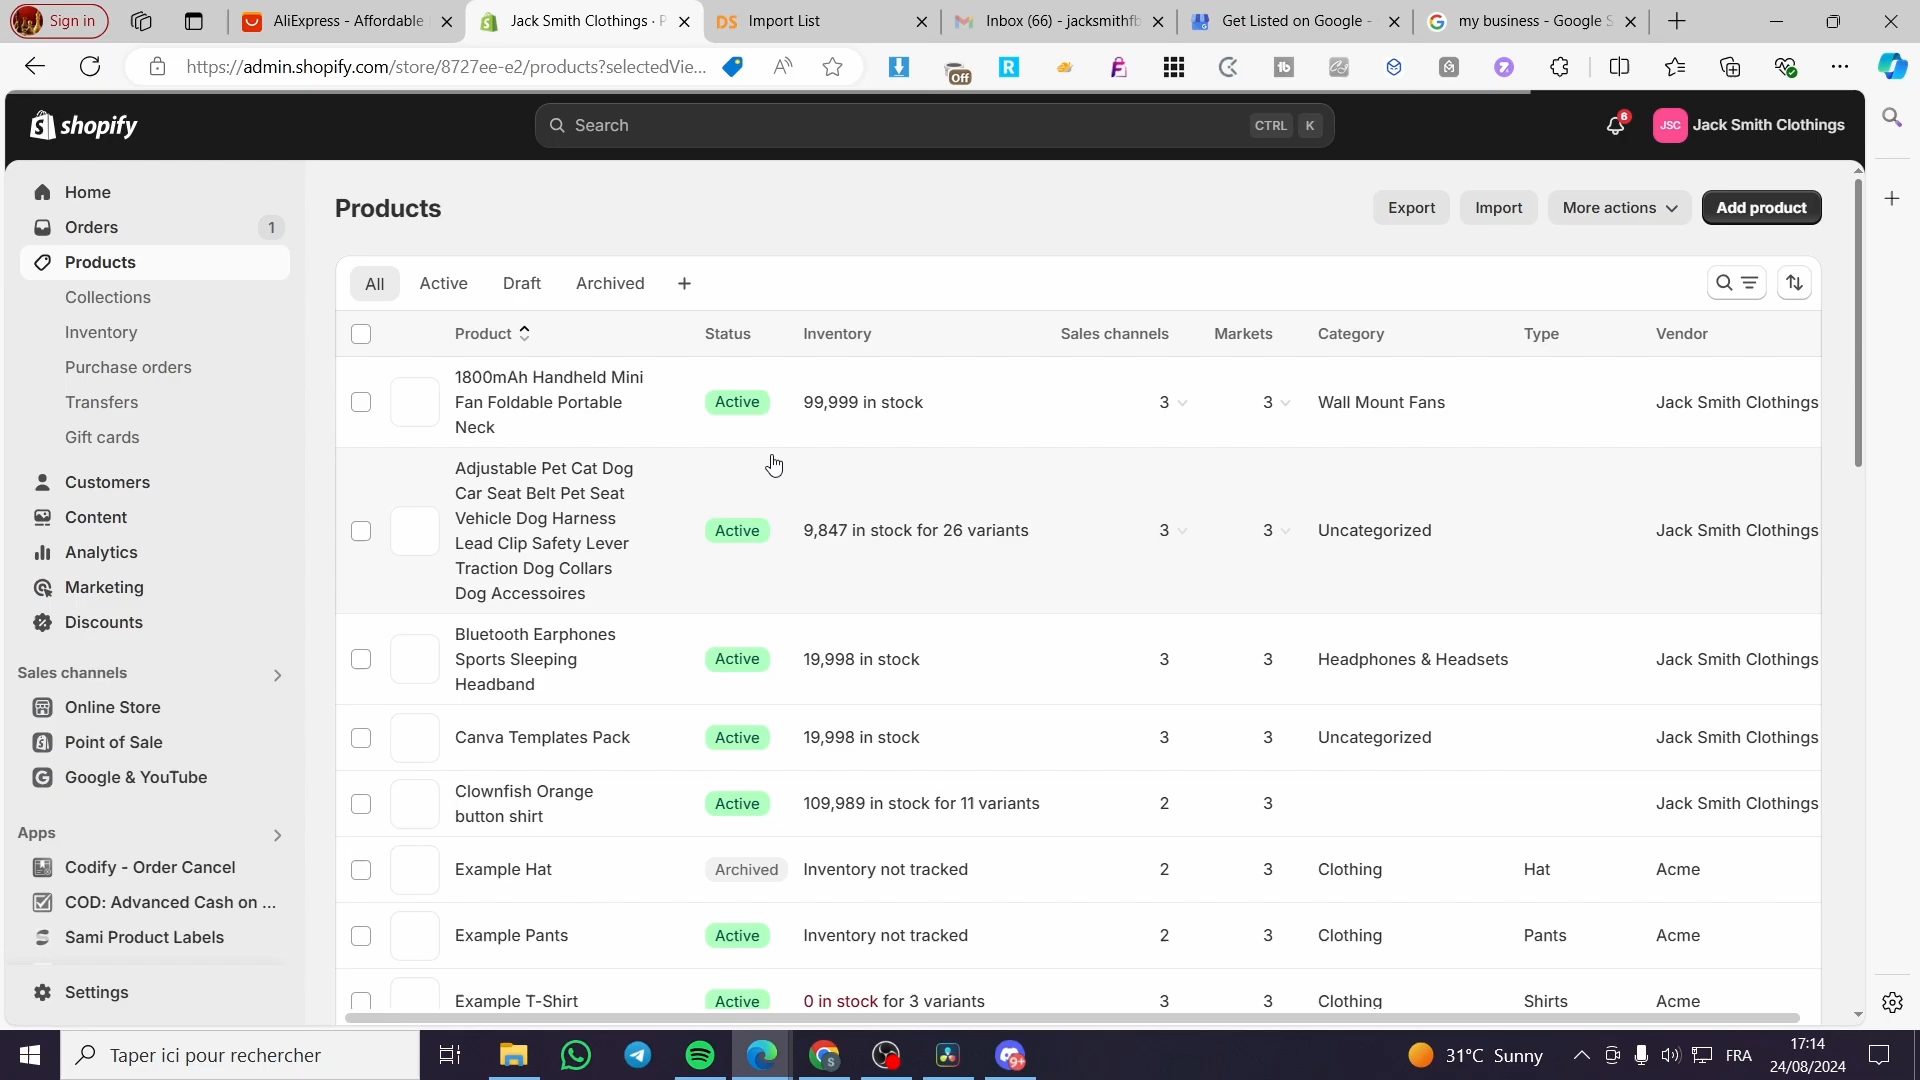 Sign in
AliExpress - Affordable
Jack Smith Clothings · P
DS Import List
Inbox (66) - jacksmithfb
Get Listed on Google -
my business - Google S
https://admin.shopify.com/store/8727ee-e2/products?selectedVie...
Off
shopify
Search
CTRL K
6
JSC Jack Smith Clothings
Home
Orders 1
Products
Collections
Inventory
Purchase orders
Transfers
Gift cards
Customers
Content
Analytics
Marketing
Discounts
Sales channels
Online Store
Point of Sale
Google & YouTube
Apps
Codify - Order Cancel
COD: Advanced Cash on ...
Sami Product Labels
Settings
Products
Export Import More actions Add product
All Active Draft Archived +
Product Status Inventory Sales channels Markets Category Type Vendor
1800mAh Handheld Mini
Fan Foldable Portable
Neck
Active 99,999 in stock 3 3 Wall Mount Fans Jack Smith Clothings
Adjustable Pet Cat Dog
Car Seat Belt Pet Seat
Vehicle Dog Harness
Lead Clip Safety Lever
Traction Dog Collars
Dog Accessoires
Active 9,847 in stock for 26 variants 3 3 Uncategorized Jack Smith Clothings
Bluetooth Earphones
Sports Sleeping
Headband
Active 19,998 in stock 3 3 Headphones & Headsets Jack Smith Clothings
Canva Templates Pack Active 19,998 in stock 3 3 Uncategorized Jack Smith Clothings
Clownfish Orange
button shirt
Active 109,989 in stock for 11 variants 2 3 Jack Smith Clothings
Example Hat Archived Inventory not tracked 2 3 Clothing Hat Acme
Example Pants Active Inventory not tracked 2 3 Clothing Pants Acme
Example T-Shirt Active 0 in stock for 3 variants 3 3 Clothing Shirts Acme
Taper ici pour rechercher
31°C Sunny
FRA
17:14
24/08/2024